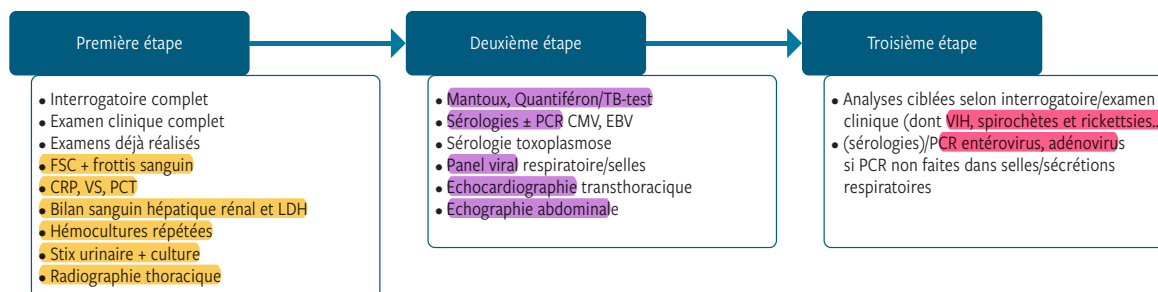 Première étape
• Interrogatoire complet
• Examen clinique complet
• Examens déjà réalisés
• FSC + frottis sanguin
• CRP, VS, PCT
• Bilan sanguin hépatique rénal et LDH
• Hémocultures répétées
• Stix urinaire + culture
• Radiographie thoracique
Deuxième étape
• Mantoux, Quantiféron/TB-test
• Sérologies ± PCR CMV, EBV
• Sérologie toxoplasmose
• Panel viral respiratoire/selles
• Echocardiographie transthoracique
• Echographie abdominale
Troisième étape
• Analyses ciblées selon interrogatoire/examen
clinique (dont VIH, spirochètes et rickettsies...
• (sérologies)/PCR entérovirus, adénovirus
si PCR non faites dans selles/sécrétions
respiratoires